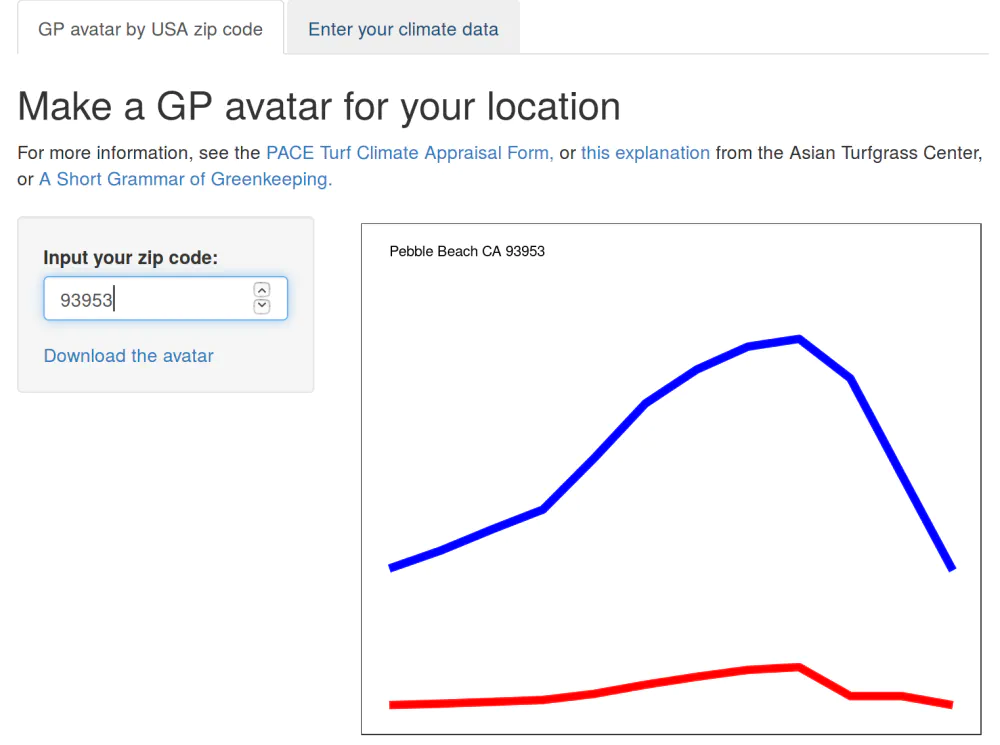 GP avatar by USA zip code
Enter your climate data
Make a GP avatar for your location
For more information, see the PACE Turf Climate Appraisal Form, or this explanation from the Asian Turfgrass Center,
or A Short Grammar of Greenkeeping.
Input your zip code:
93953
Download the avatar
Pebble Beach CA 93953